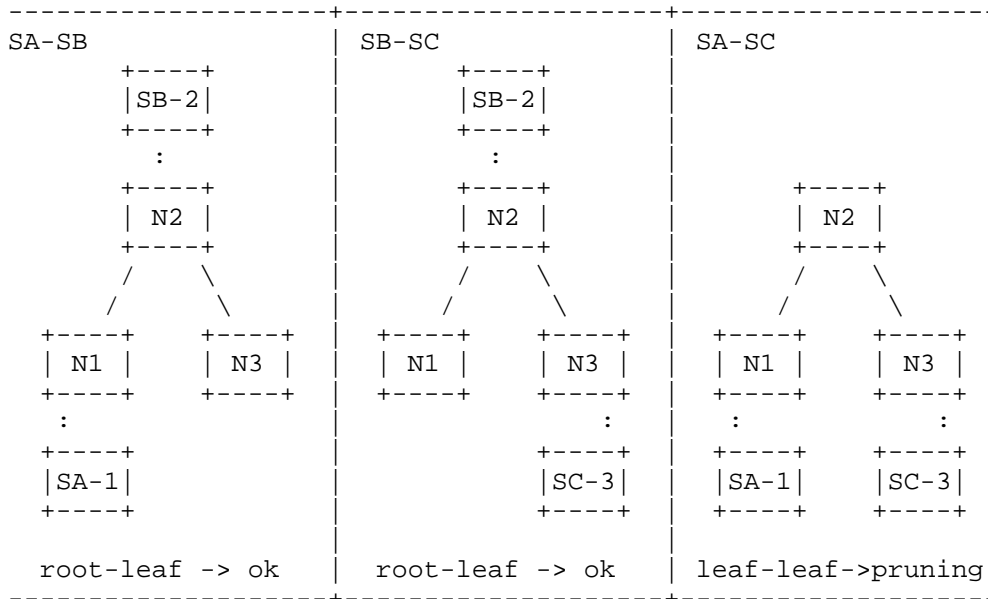 --------------------+--------------------+--------------------
SA-SB               | SB-SC              | SA-SC
       +----+       |       +----+       |
       |SB-2|       |       |SB-2|       |
       +----+       |       +----+       |
         :          |         :          |
       +----+       |       +----+       |       +----+
       | N2 |       |       | N2 |       |       | N2 |
       +----+       |       +----+       |       +----+
       /    \       |       /    \       |       /    \
      /      \      |      /      \      |      /      \
  +----+    +----+  |  +----+    +----+  |  +----+    +----+
  | N1 |    | N3 |  |  | N1 |    | N3 |  |  | N1 |    | N3 |
  +----+    +----+  |  +----+    +----+  |  +----+    +----+
   :                |               :    |   :            :
  +----+            |            +----+  |  +----+    +----+
  |SA-1|            |            |SC-3|  |  |SA-1|    |SC-3|
  +----+            |            +----+  |  +----+    +----+
                    |                    |
  root-leaf -> ok   |  root-leaf -> ok   | leaf-leaf->pruning
--------------------+--------------------+--------------------